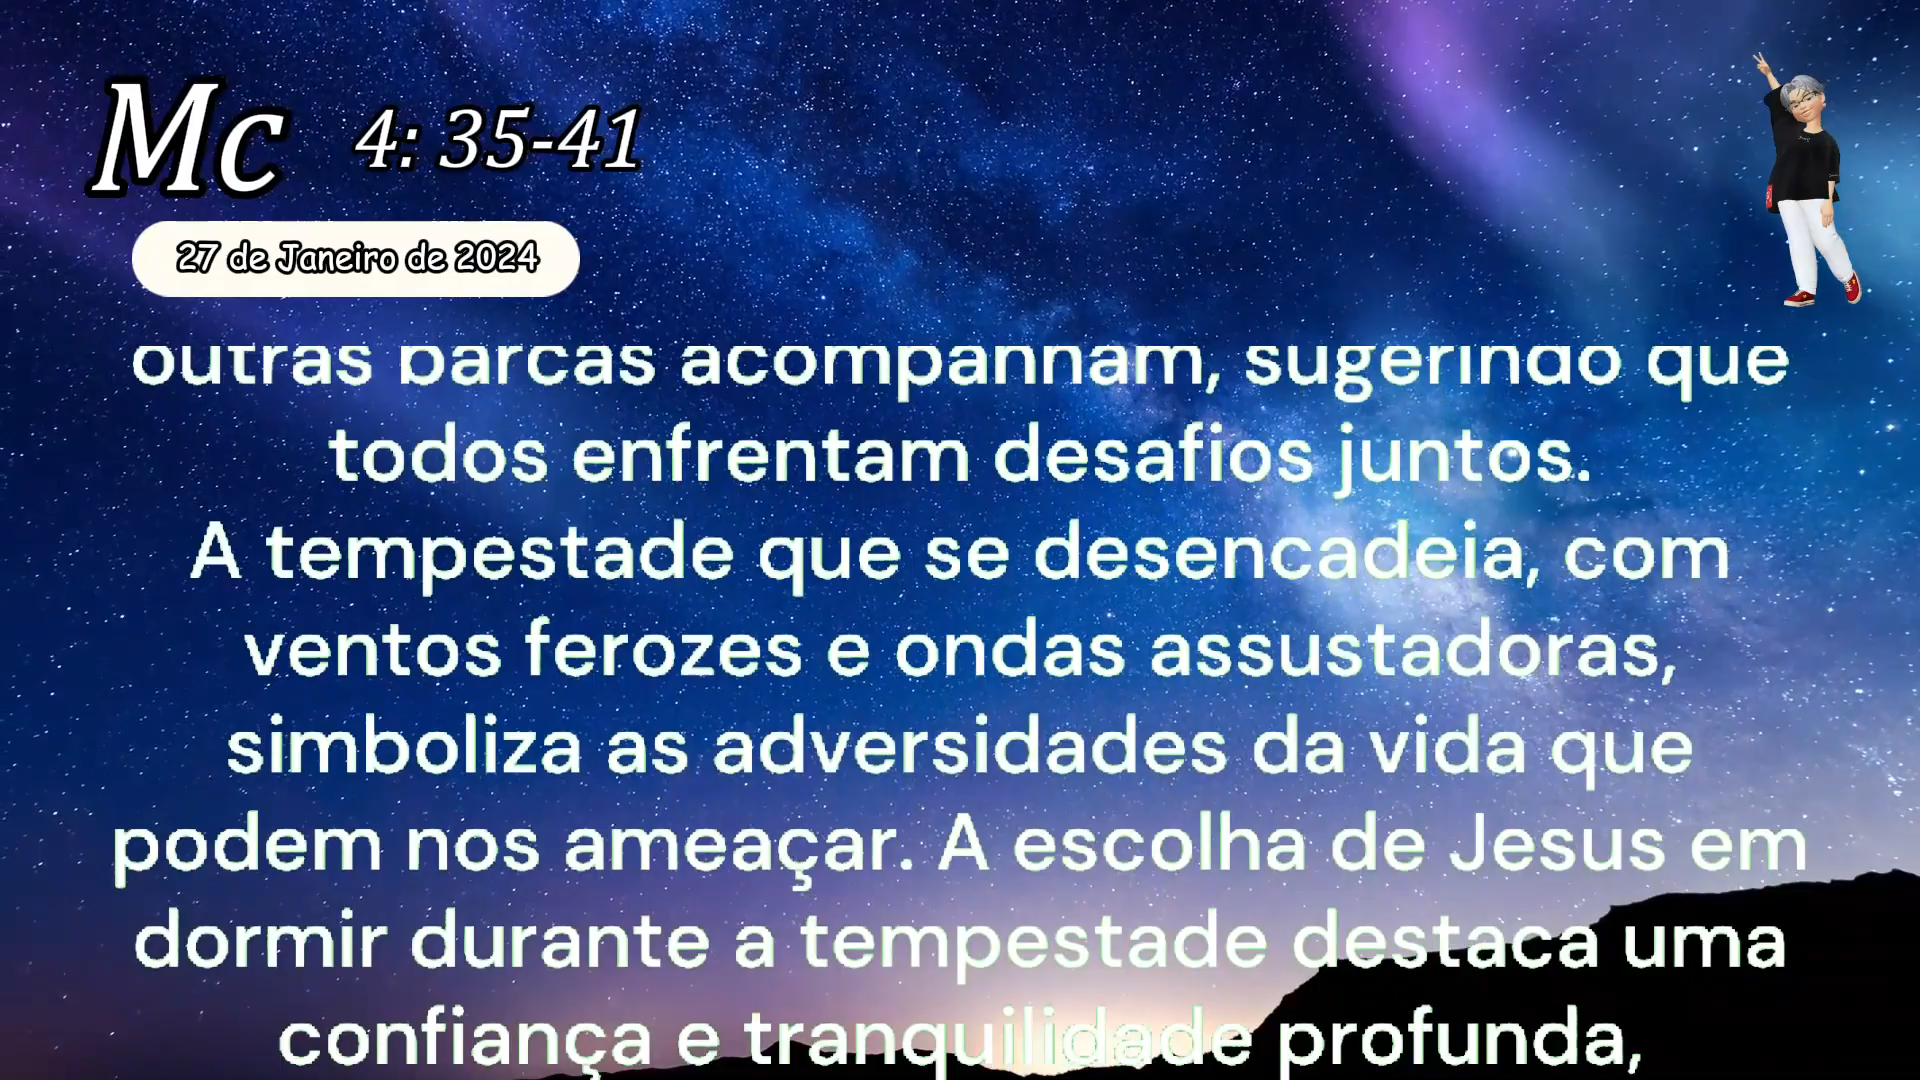 Mc 4: 35-41
27 de Janeiro de 2024
outras barcas acompanham, sugerindo que
todos enfrentam desafios juntos.
A tempestade que se desencadeia, com
ventos ferozes e ondas assustadoras,
simboliza as adversidades da vida que
podem nos ameaçar. A escolha de Jesus em
dormir durante a tempestade destaca uma
confiança e tranquilidade profunda,